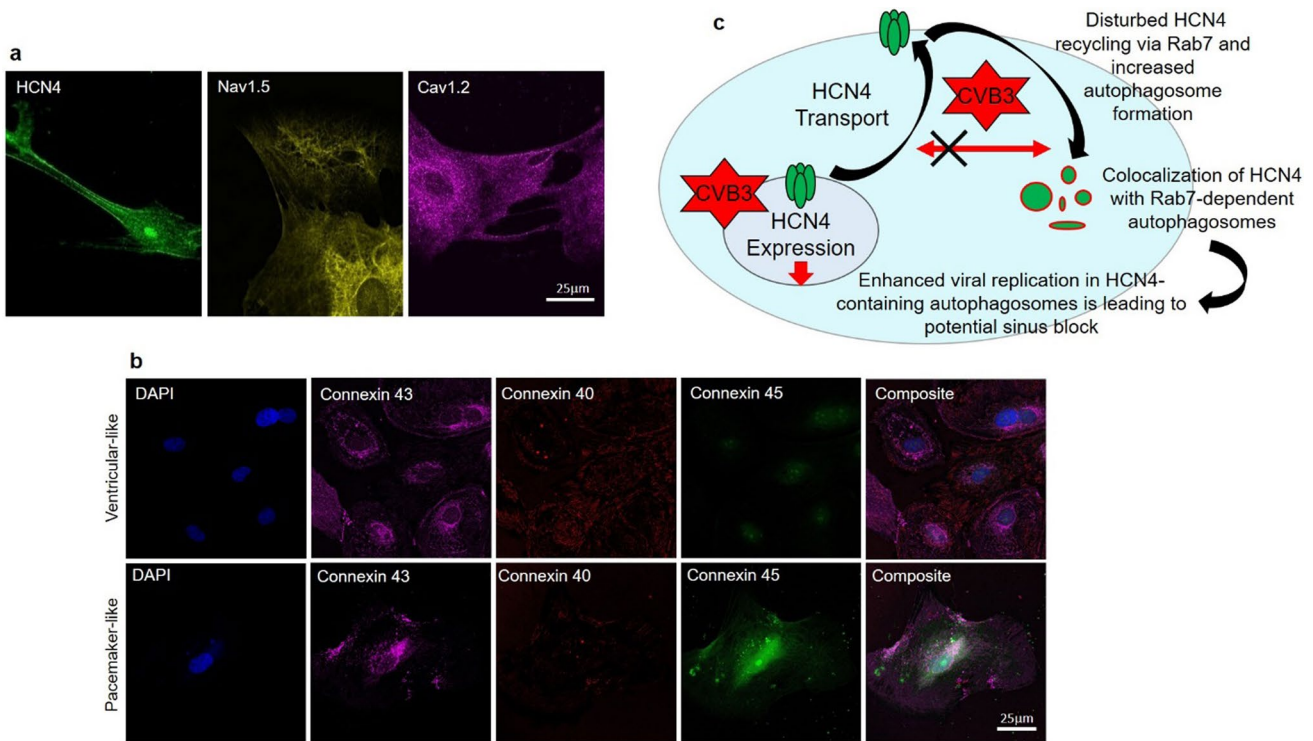 a
HCN4
Nav1.5
Cav1.2
25µm
b
DAPI
Connexin 43
Connexin 40
Connexin 45
Composite
Ventricular-like
DAPI
Connexin 43
Connexin 40
Connexin 45
Composite
Pacemaker-like
25µm
c
HCN4
Transport
CVB3
Disturbed HCN4
recycling via Rab7 and
increased
autophagosome
formation
CVB3
HCN4
Expression
Colocalization of HCN4
with Rab7-dependent
autophagosomes
Enhanced viral replication in HCN4-
containing autophagosomes is leading to
potential sinus block